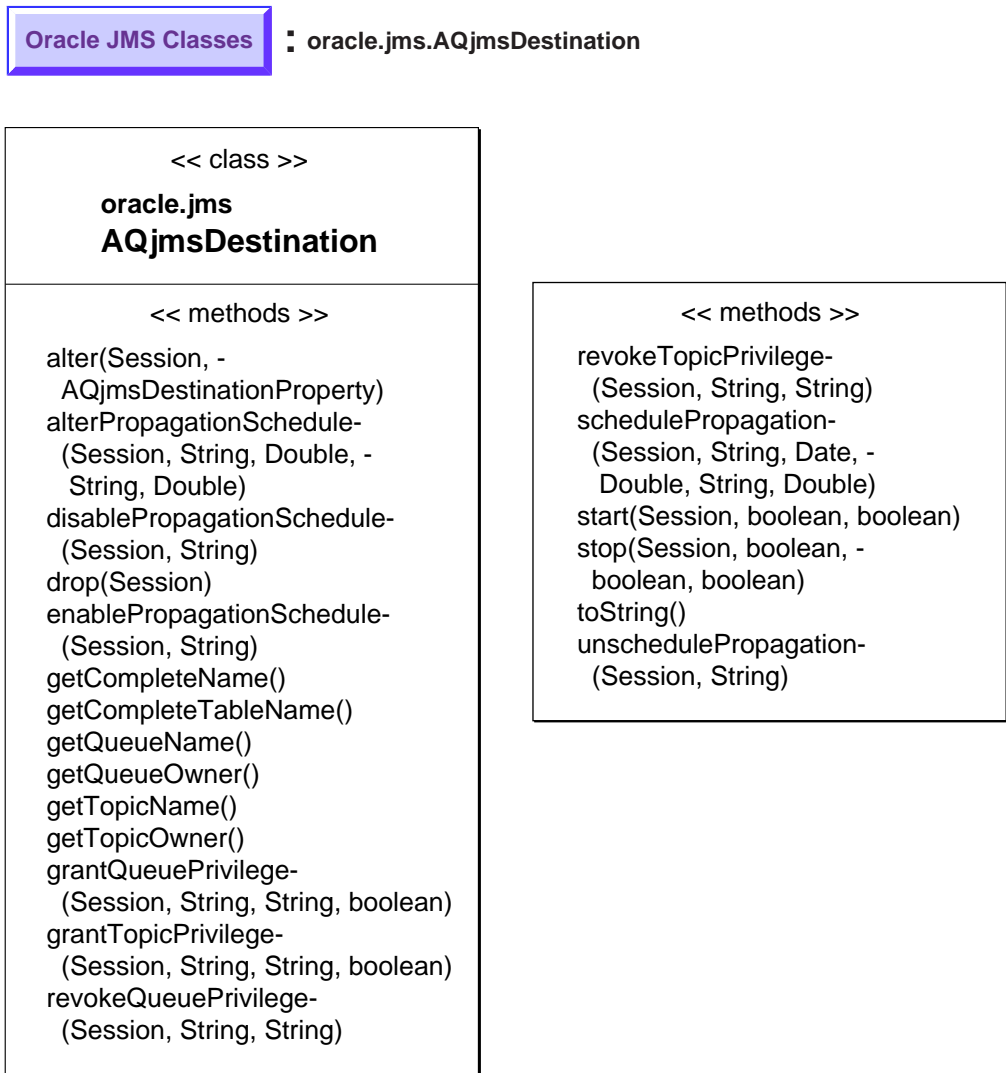 Oracle JMS Classes : oracle.jms.AQjmsDestination
<< class >>
oracle.jms
AQjmsDestination
<< methods >>
alter(Session, -
AQjmsDestinationProperty)
alterPropagationSchedule-
(Session, String, Double, -
String, Double)
disablePropagationSchedule-
(Session, String)
drop(Session)
enablePropagationSchedule-
(Session, String)
getCompleteName()
getCompleteTableName()
getQueueName()
getQueueOwner()
getTopicName()
getTopicOwner()
grantQueuePrivilege-
(Session, String, String, boolean)
grantTopicPrivilege-
(Session, String, String, boolean)
revokeQueuePrivilege-
(Session, String, String)
<< methods >>
revokeTopicPrivilege-
(Session, String, String)
schedulePropagation-
(Session, String, Date, -
Double, String, Double)
start(Session, boolean, boolean)
stop(Session, boolean, -
boolean, boolean)
toString()
unschedulePropagation-
(Session, String)